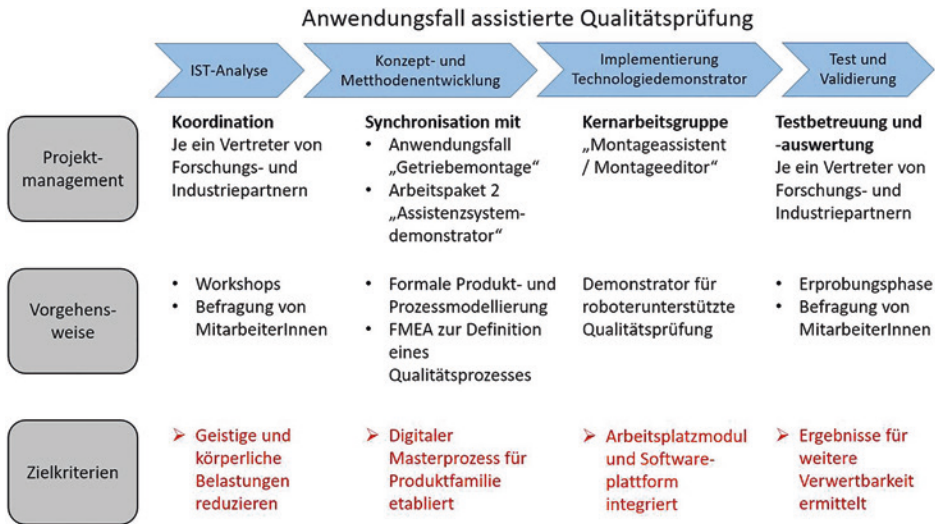 Anwendungsfall assistierte Qualitätsprüfung
IST-Analyse
Konzept- und
Metthodenentwicklung
Implementierung
Technologiedemonstrator
Test und
Validierung
Projekt-
management
Koordination
Je ein Vertreter von
Forschungs- und
Industriepartnern
Synchronisation mit
• Anwendungsfall
„Getriebemontage“
• Arbeitspaket 2
„Assistenzsystem-
demonstrator“
Kernarbeitsgruppe
„Montageassistent
/ Montageeditor“
Testbetreuung und
-auswertung
Je ein Vertreter von
Forschungs- und
Industriepartnern
Vorgehens-
weise
• Workshops
• Befragung von
MitarbeiterInnen
• Formale Produkt- und
Prozessmodellierung
• FMEA zur Definition
eines
Qualitätsprozesses
Demonstrator für
roboterunterstützte
Qualitätsprüfung
• Erprobungsphase
• Befragung von
MitarbeiterInnen
Zielkriterien
➢ Geistige und
körperliche
Belastungen
reduzieren
➢ Digitaler
Masterprozess für
Produktfamilie
etabliert
➢ Arbeitsplatzmodul
und Software-
plattform
integriert
➢ Ergebnisse für
weitere
Verwertbarkeit
ermittelt